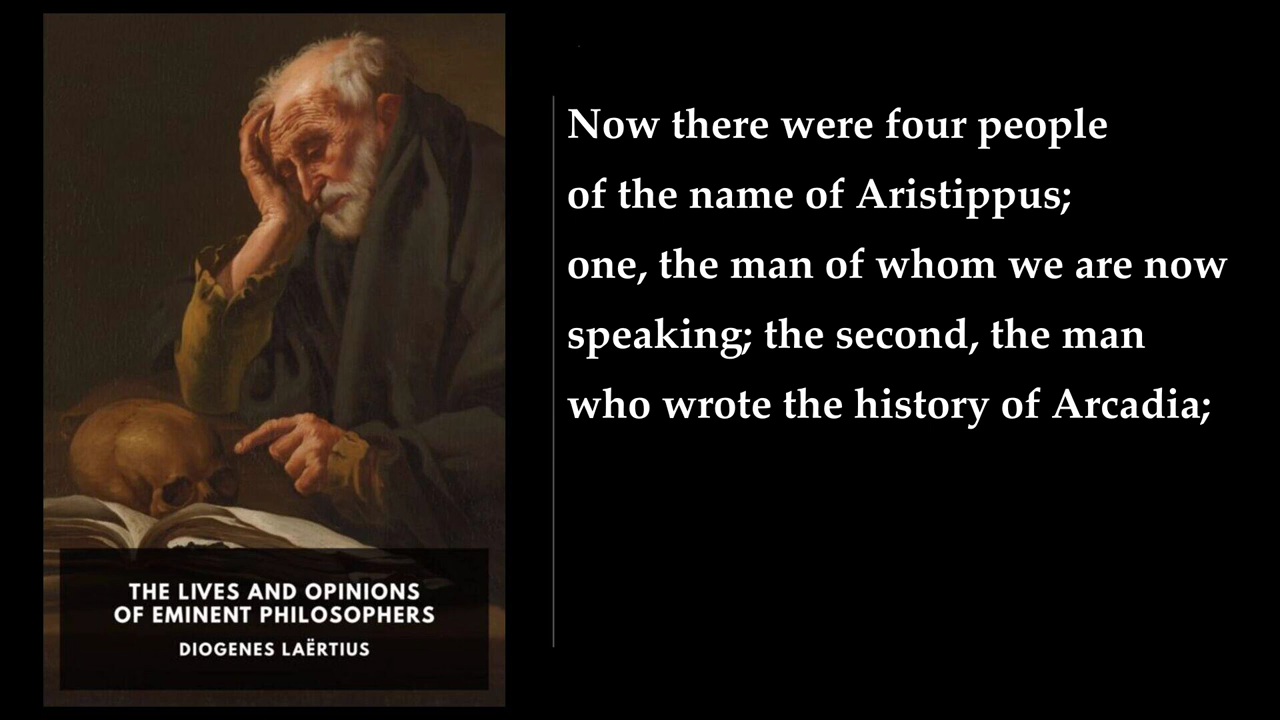 THE LIVES AND OPINIONS
OF EMINENT PHILOSOPHERS
DIOGENES LAËRTIUS
Now there were four people
of the name of Aristippus;
one, the man of whom we are now
speaking; the second, the man
who wrote the history of Arcadia;